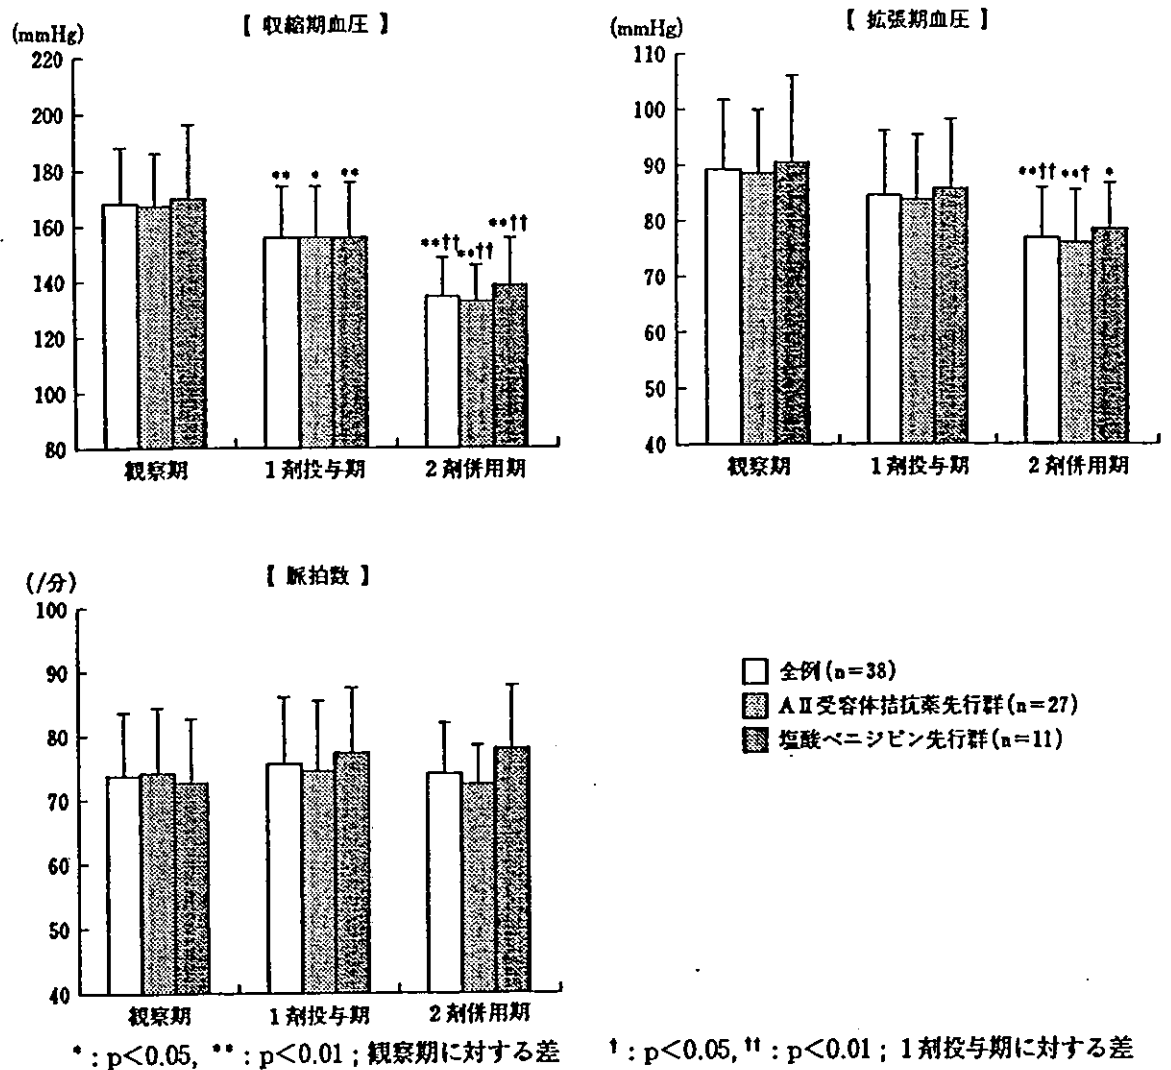 【 収縮期血圧 】
(mmHg)
220
200
180
160
140
120
100
80
** * **
**†† **†† **††
観察期 1剤投与期 2剤併用期
【 拡張期血圧 】
(mmHg)
110
100
90
80
70
60
50
40
**†† **† *
観察期 1剤投与期 2剤併用期
【 脈拍数 】
(/分)
100
90
80
70
60
50
40
観察期 1剤投与期 2剤併用期
全例(n=38)
AⅡ受容体拮抗薬先行群(n=27)
塩酸ベニジピン先行群(n=11)
*：p<0.05, **：p<0.01；観察期に対する差 †：p<0.05, ††：p<0.01；1剤投与期に対する差